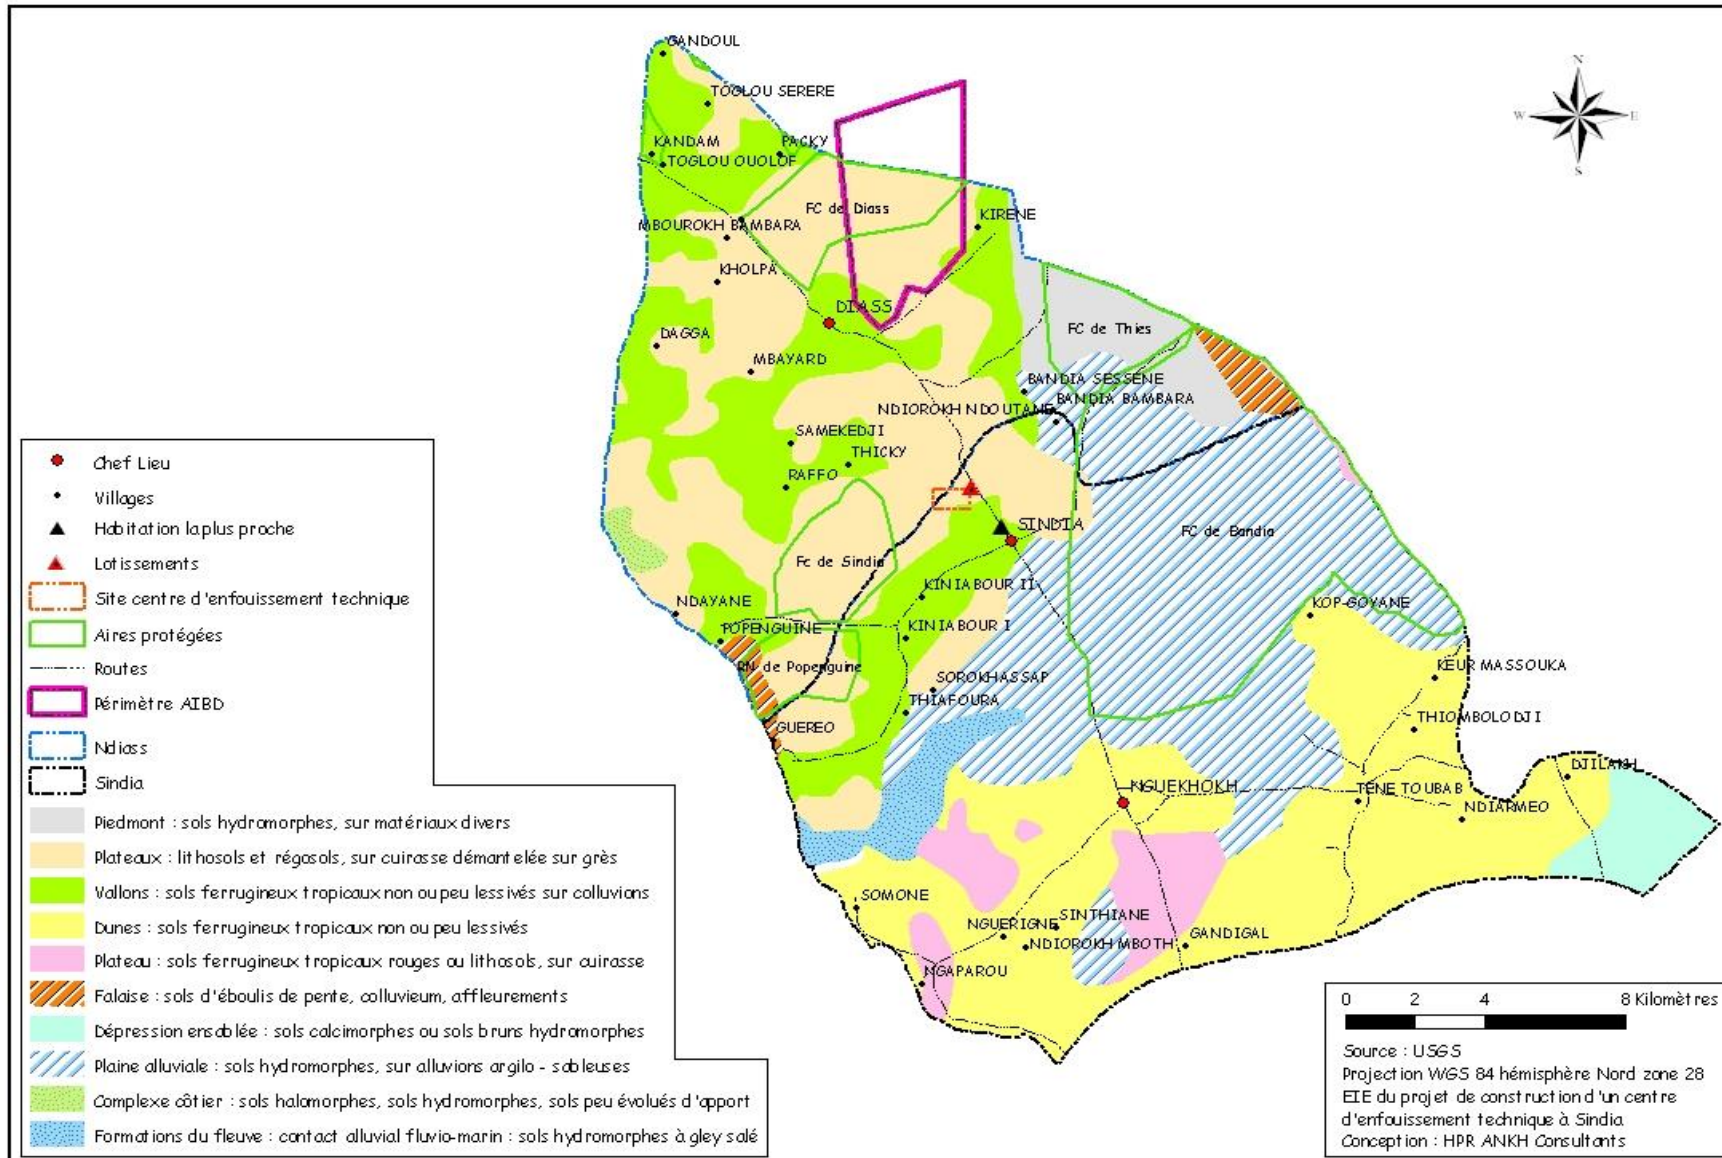 GANDOUL
TOGLOU SERERE
KANDAM
PACKY
TOGLOU OUOLOF
FC de Diass
KIRENE
MBOUROKH BAMBARA
KHOLPA
DIASS
FC de Thies
DAGGA
MBAYARD
BANDIA SESSENE
BANDIA BAMBARA
NDIOROKH NDOUTANE
SAMEKEDJI
THICKY
RAFFO
SINDIA
FC de Bandia
Fc de Sindia
KINIABOUR II
NDAYANE
KOP-GOYANE
POPENGUINE
KINIABOUR I
RN de Popenguine
SOROKHASSAP
KEUR MASSOUKA
THIAFOURA
THIOMBOLODJI
GUEREO
DJILAKH
NGUEKHOKH
TENE TOUBAB
NDIARMEO
SOMONE
NGUERIGNE
SINTHIANE
NDIOROKH MBOTH
GANDIGAL
NGAPAROU
N
W
E
S
Chef Lieu
Villages
Habitation la plus proche
Lotissements
Site centre d'enfouissement technique
Aires protégées
Routes
Périmètre AIBD
Ndiass
Sindia
Piedmont : sols hydromorphes, sur matériaux divers
Plateaux : lithosols et régosols, sur cuirasse démantelée sur grès
Vallons : sols ferrugineux tropicaux non ou peu lessivés sur colluvions
Dunes : sols ferrugineux tropicaux non ou peu lessivés
Plateau : sols ferrugineux tropicaux rouges ou lithosols, sur cuirasse
Falaise : sols d'éboulis de pente, colluvieum, affleurements
Dépression ensablée : sols calcimorphes ou sols bruns hydromorphes
Plaine alluviale : sols hydromorphes, sur alluvions argilo - sableuses
Complexe côtier : sols halomorphes, sols hydromorphes, sols peu évolués d'apport
Formations du fleuve : contact alluvial fluvio-marin : sols hydromorphes à gley salé
0 2 4 8 Kilomètres
Source : USGS
Projection WGS 84 hémisphère Nord zone 28
EIE du projet de construction d'un centre
d'enfouissement technique à Sindia
Conception : HPR ANKH Consultants